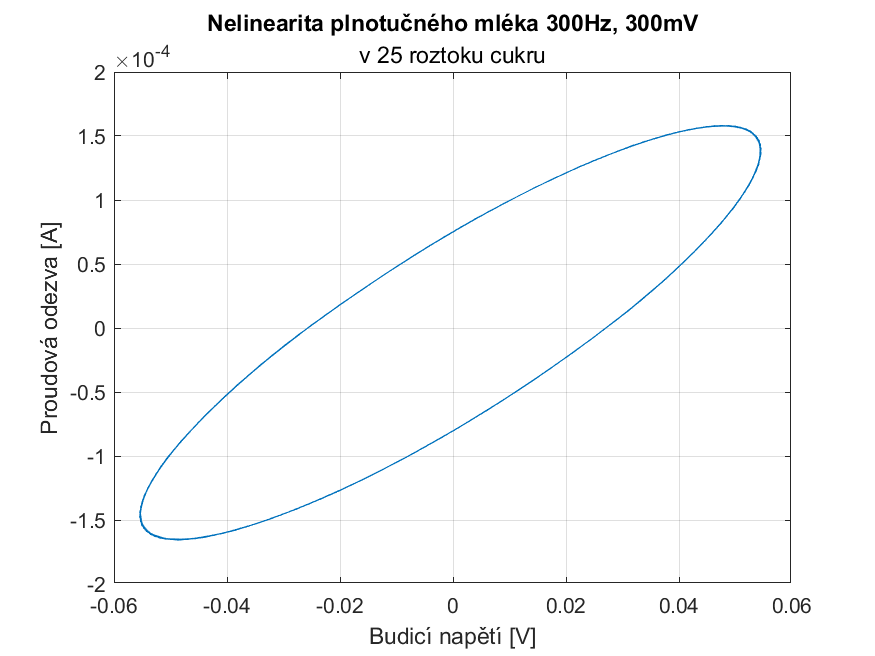 Nelinearita plnotučného mléka 300Hz, 300mV
v 25 roztoku cukru
×10-4
2
1.5
1
0.5
0
-0.5
-1
-1.5
-2
Proudová odezva [A]
-0.06 -0.04 -0.02 0 0.02 0.04 0.06
Budicí napětí [V]